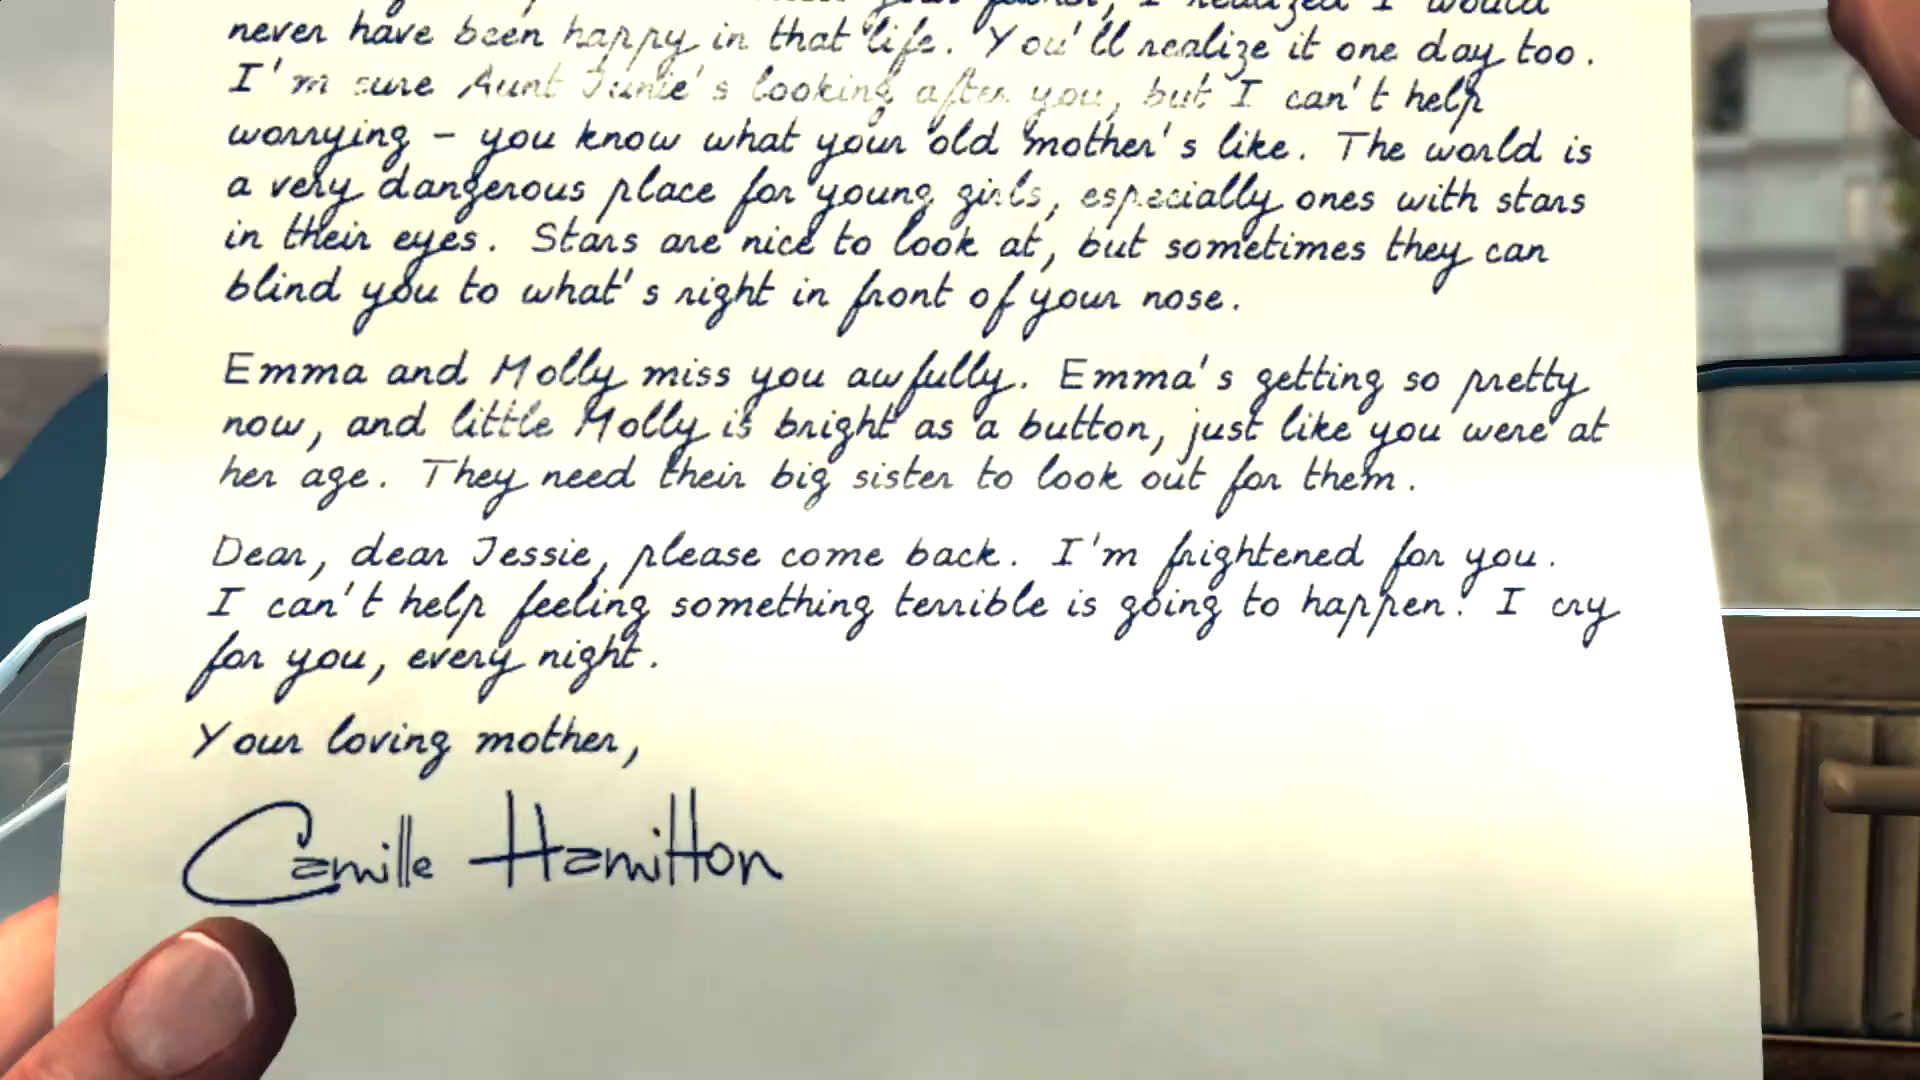 I realized I would
never have been happy in that life. You'll realize it one day too.
I'm sure Aunt Junie's looking after you, but I can't help
worrying – you know what your old mother's like. The world is
a very dangerous place for young girls, especially ones with stars
in their eyes. Stars are nice to look at, but sometimes they can
blind you to what's right in front of your nose.
Emma and Molly miss you awfully. Emma's getting so pretty
now, and little Molly is bright as a button, just like you were at
her age. They need their big sister to look out for them.
Dear, dear Jessie, please come back. I'm frightened for you.
I can't help feeling something terrible is going to happen. I cry
for you, every night.
Your loving mother,
Camille Hamilton